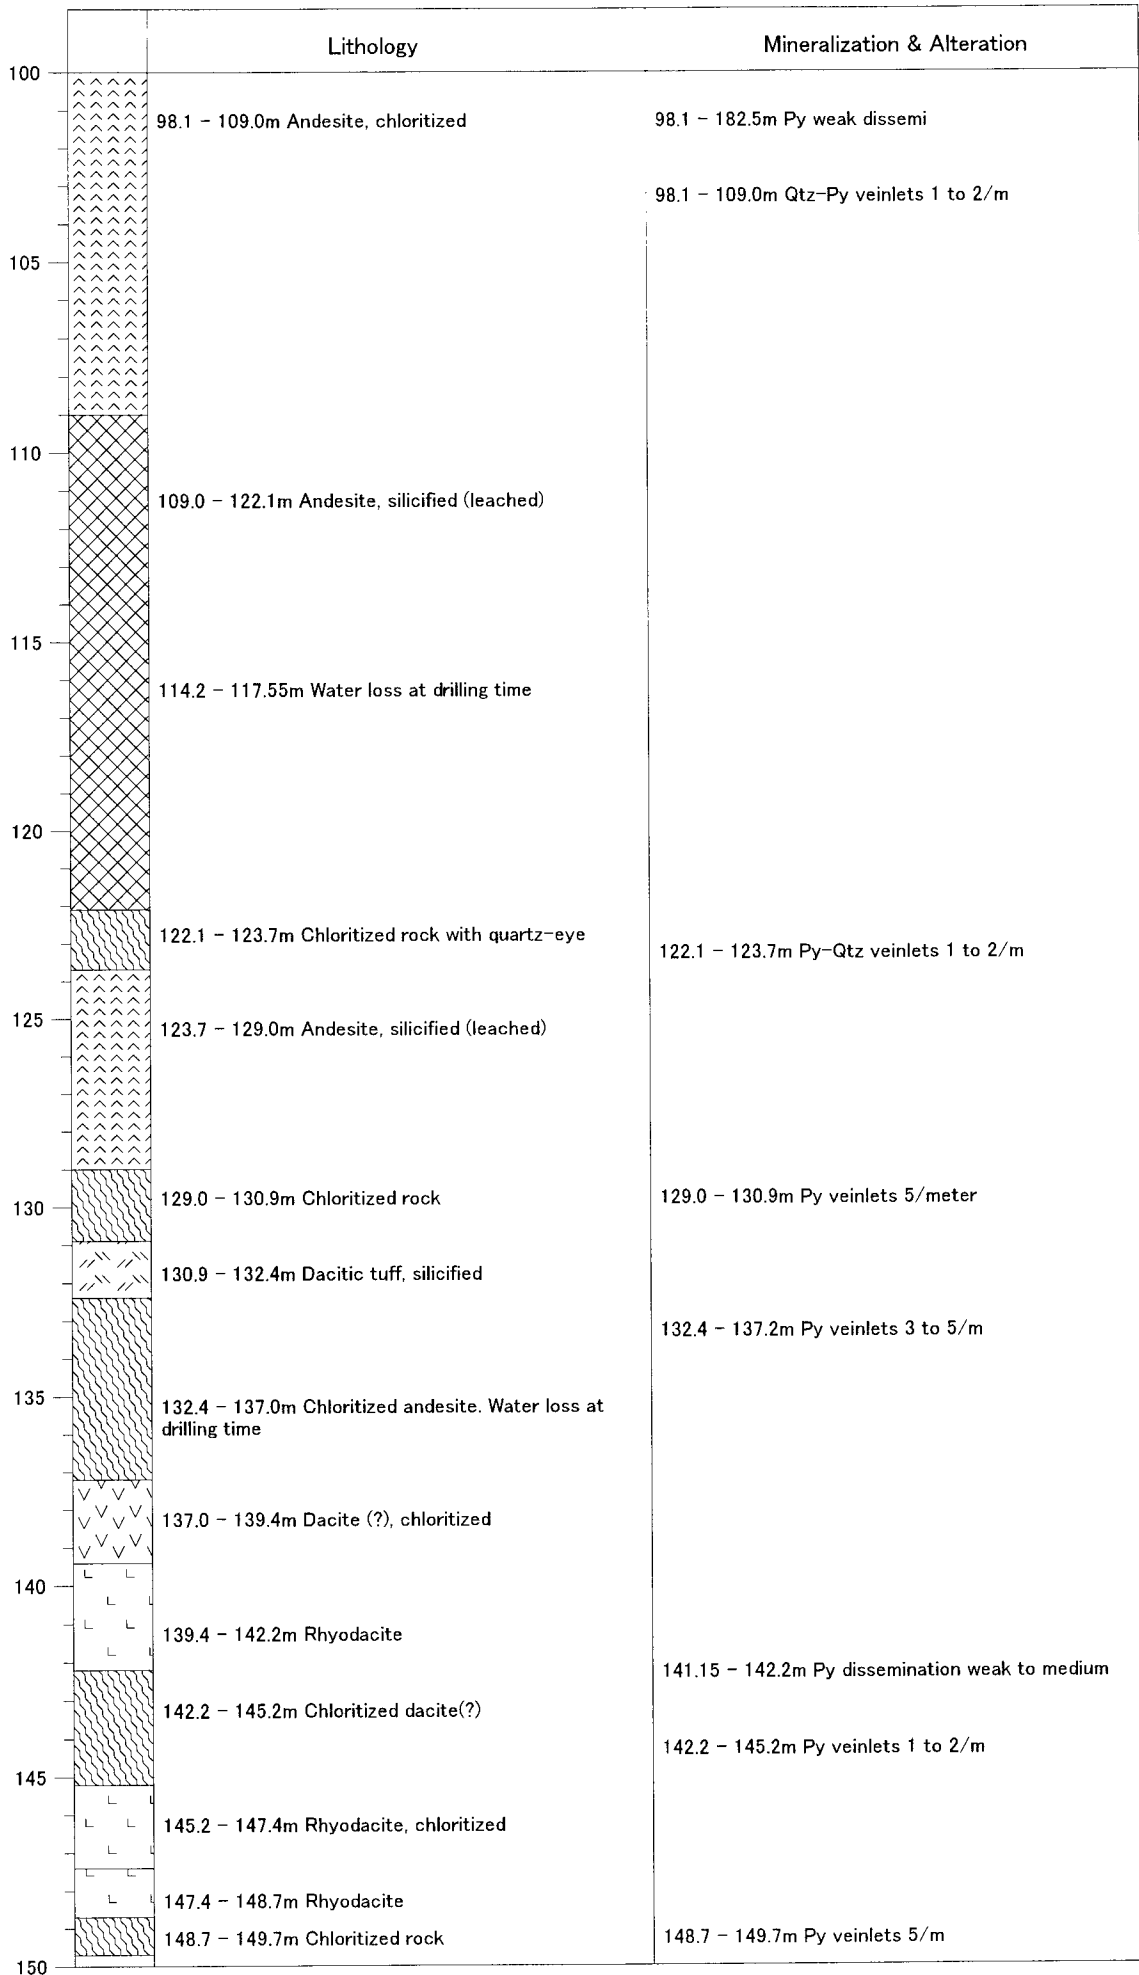 Lithology
Mineralization & Alteration
100
98.1 - 109.0m Andesite, chloritized
98.1 - 182.5m Py weak dissemi
98.1 - 109.0m Qtz-Py veinlets 1 to 2/m
105
110
109.0 - 122.1m Andesite, silicified (leached)
115
114.2 - 117.55m Water loss at drilling time
120
122.1 - 123.7m Chloritized rock with quartz-eye
122.1 - 123.7m Py-Qtz veinlets 1 to 2/m
125
123.7 - 129.0m Andesite, silicified (leached)
130
129.0 - 130.9m Chloritized rock
129.0 - 130.9m Py veinlets 5/meter
130.9 - 132.4m Dacitic tuff, silicified
132.4 - 137.2m Py veinlets 3 to 5/m
135
132.4 - 137.0m Chloritized andesite. Water loss at
drilling time
137.0 - 139.4m Dacite (?), chloritized
140
139.4 - 142.2m Rhyodacite
141.15 - 142.2m Py dissemination weak to medium
142.2 - 145.2m Chloritized dacite(?)
142.2 - 145.2m Py veinlets 1 to 2/m
145
145.2 - 147.4m Rhyodacite, chloritized
147.4 - 148.7m Rhyodacite
148.7 - 149.7m Chloritized rock
148.7 - 149.7m Py veinlets 5/m
150